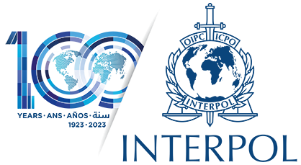 100
YEARS · ANS · AÑOS · سنة
1923 · 2023
OIPC ICPO
INTERPOL
INTERPOL